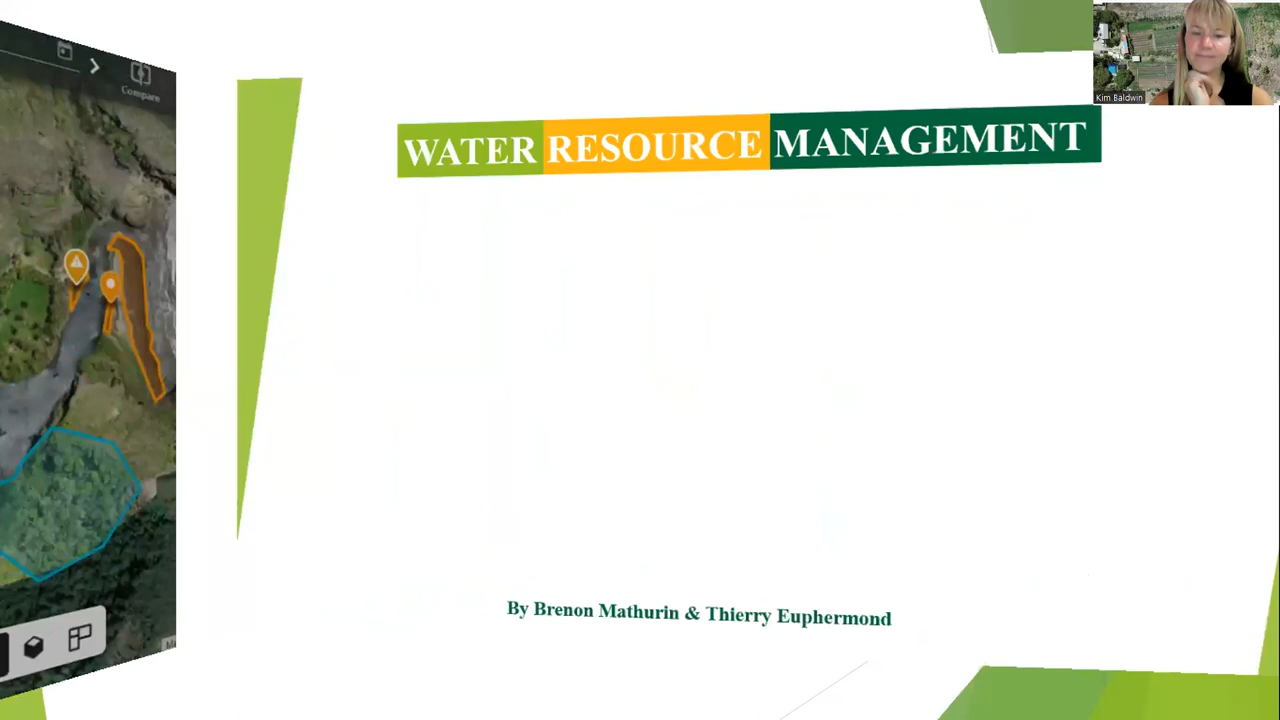 Compare
WATER RESOURCE MANAGEMENT
Kim Baldwin
By Brenon Mathurin & Thierry Euphermond